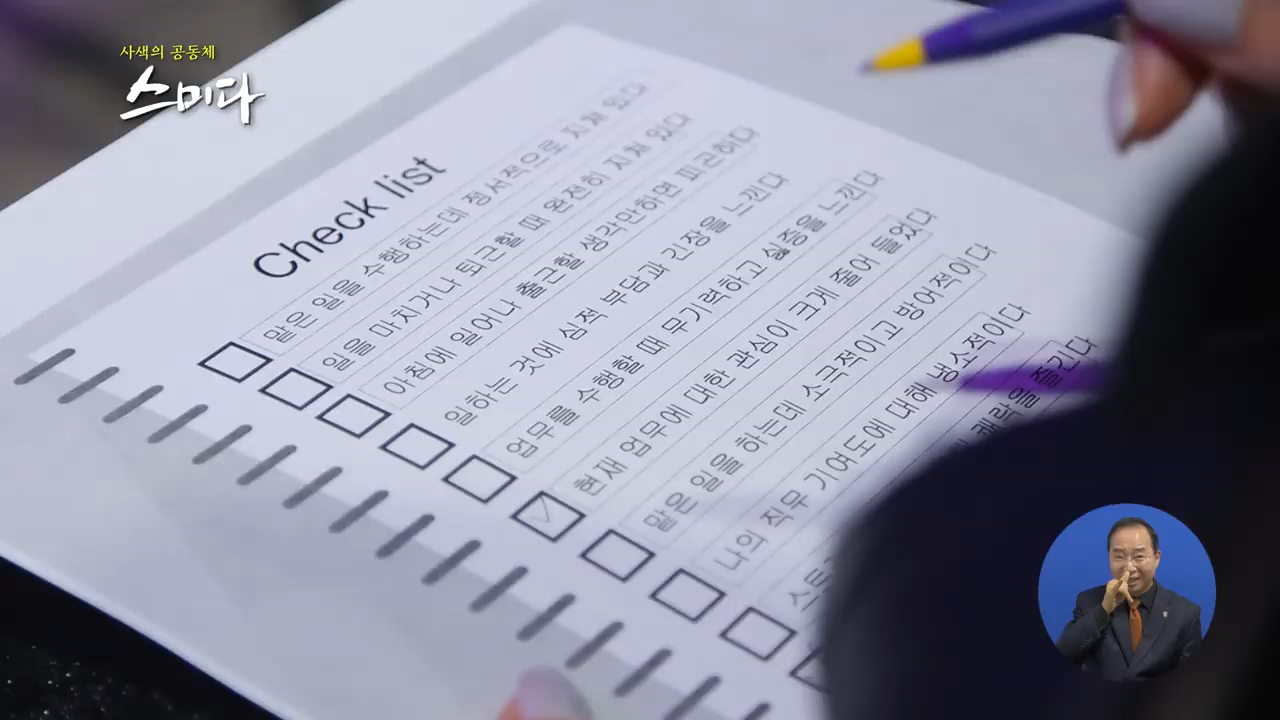 사색의 공동체
스미다
Check list
맡은 일을 수행하는데 정서적으로 지쳐 있다
일을 마치거나 퇴근할 때 완전히 지쳐 있다
아침에 일어나 출근할 생각만하면 피곤하다
일하는 것에 심적 부담과 긴장을 느낀다
업무를 수행할 때 무기력하고 싫증을 느낀다
현재 업무에 대한 관심이 크게 줄어 들었다
맡은 일을 하는데 소극적이고 방어적이다
나의 직무 기여도에 대해 냉소적이다
쾌락을 즐긴다